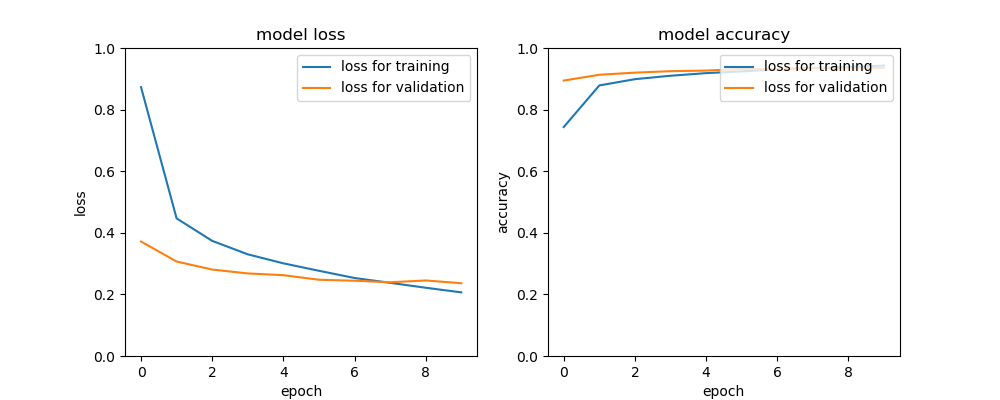 model loss
loss for training
loss for validation
1.0
0.8
0.6
0.4
0.2
0.0
loss
0
2
4
6
8
epoch
model accuracy
loss for training
loss for validation
1.0
0.8
0.6
0.4
0.2
0.0
accuracy
0
2
4
6
8
epoch